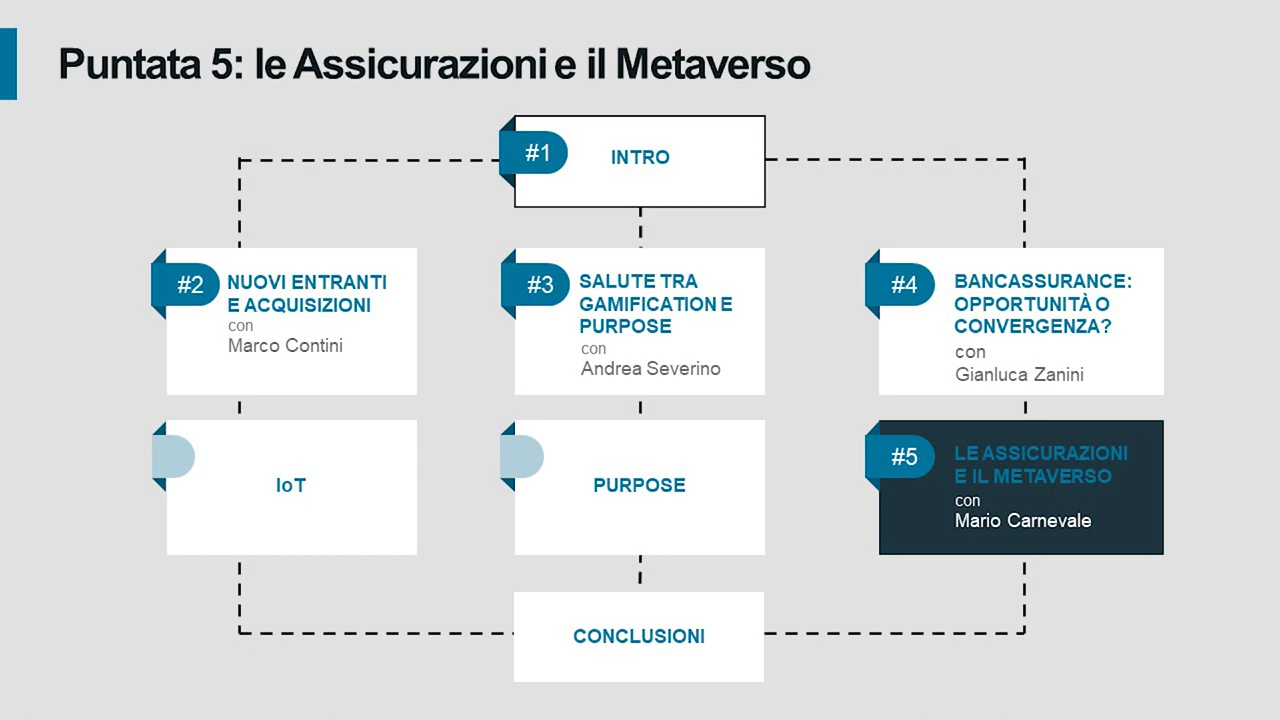 Puntata 5: le Assicurazioni e il Metaverso
#1
INTRO
#2
NUOVI ENTRANTI
E ACQUISIZIONI
con
Marco Contini
#3
SALUTE TRA
GAMIFICATION E
PURPOSE
con
Andrea Severino
#4
BANCASSURANCE:
OPPORTUNITÀ O
CONVERGENZA?
con
Gianluca Zanini
IoT
PURPOSE
#5
LE ASSICURAZIONI
E IL METAVERSO
con
Mario Carnevale
CONCLUSIONI